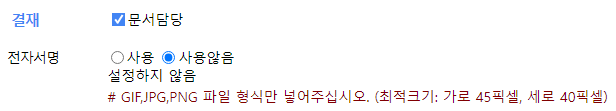 결재 문서담당
전자서명 사용 사용않음
설정하지 않음
# GIF,JPG,PNG 파일 형식만 넣어주십시오. (최적크기: 가로 45픽셀, 세로 40픽셀)